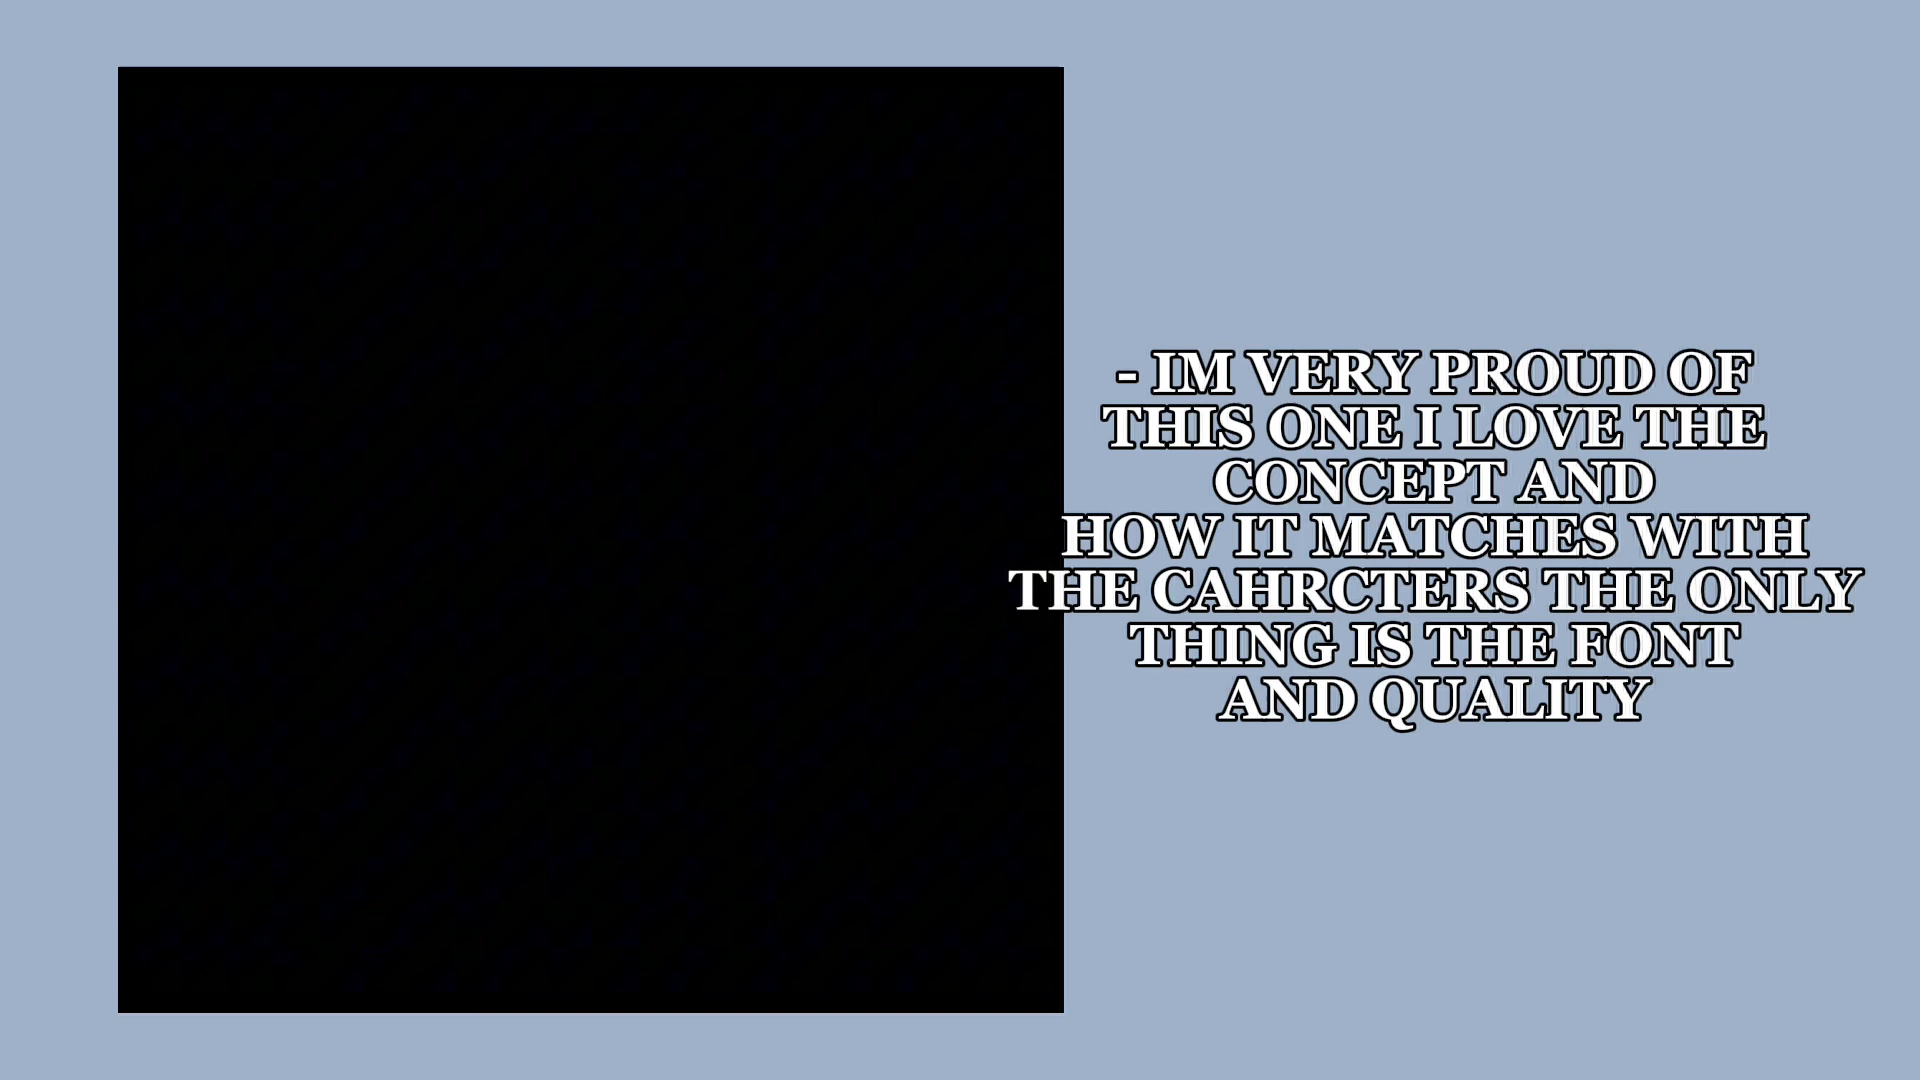 - IM VERY PROUD OF
THIS ONE I LOVE THE
CONCEPT AND
HOW IT MATCHES WITH
THE CAHRCTERS THE ONLY
THING IS THE FONT
AND QUALITY